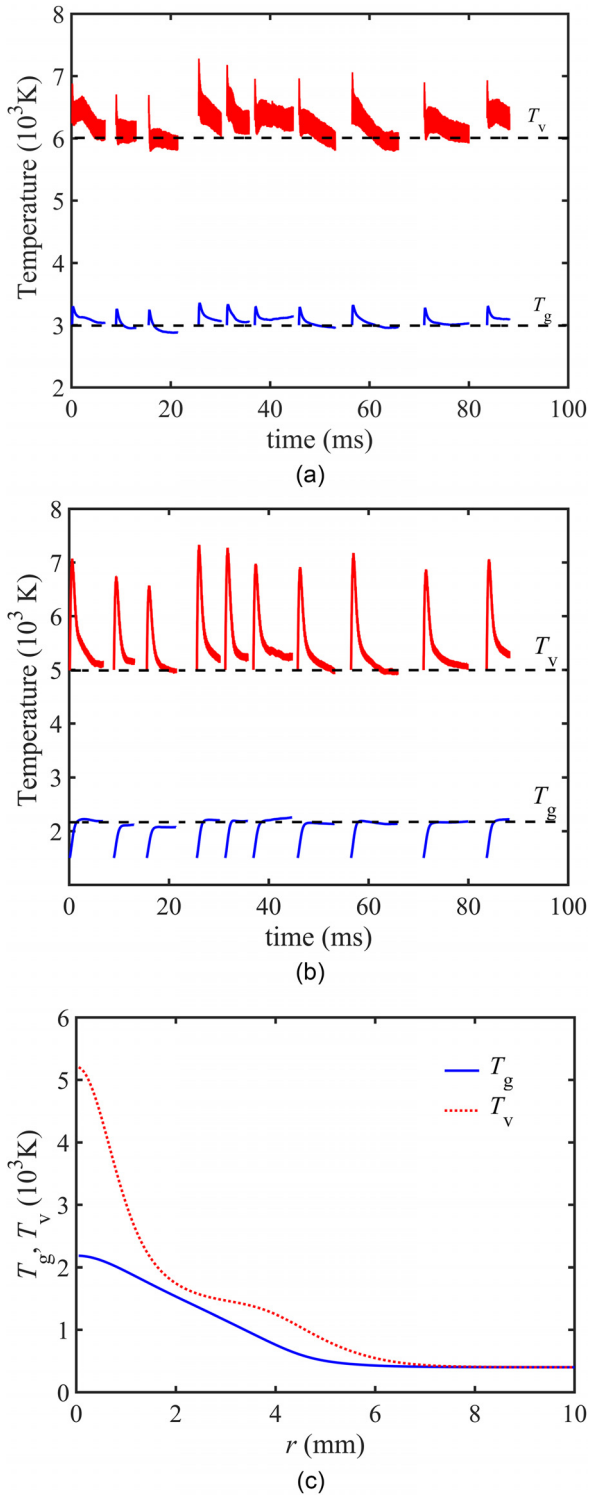 8
7
6
5
4
3
2
Temperature (10³K)
T_v
T_g
0 20 40 60 80 100
time (ms)
(a)
8
7
6
5
4
3
2
Temperature (10³ K)
T_v
T_g
0 20 40 60 80 100
time (ms)
(b)
6
5
4
3
2
1
0
T_g, T_v (10³K)
T_g
T_v
0 2 4 6 8 10
r (mm)
(c)